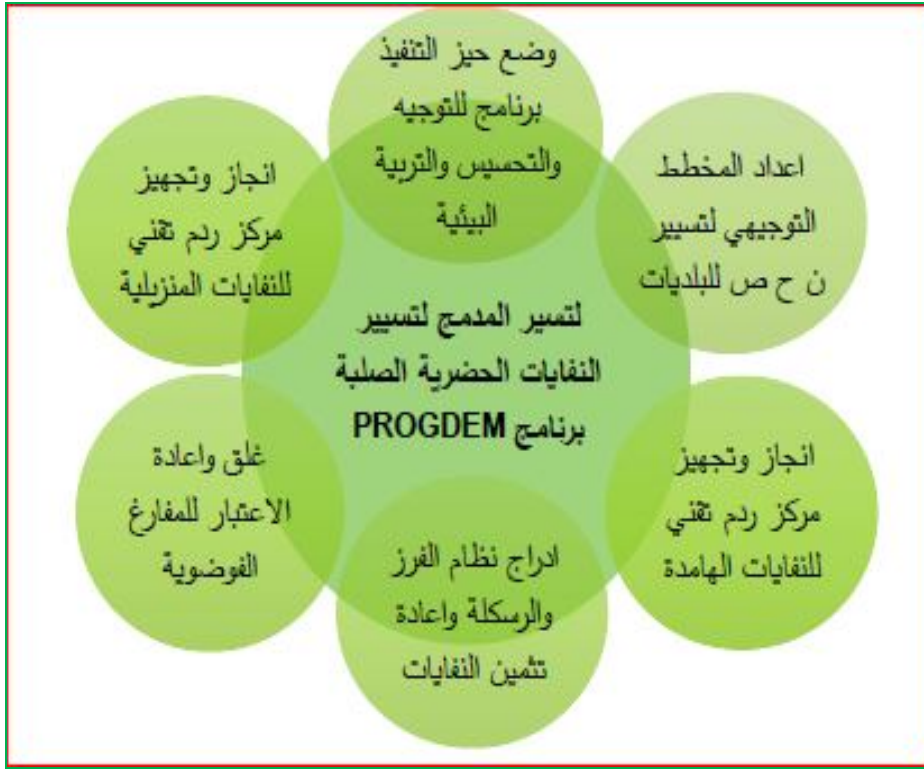 وضع حيز التنفيذ
برنامج للتوجيه
والتحسيس والتربية
البيئية
اعداد المخطط
التوجيهي لتسيير
ن ح ص للبلديات
انجاز وتجهيز
مركز ردم تقني
للنفايات الهامدة
ادراج نظام الفرز
والرسكلة واعادة
تثمين النفايات
غلق واعادة
الاعتبار للمفارغ
الفوضوية
انجاز وتجهيز
مركز ردم تقني
للنفايات المنزيلية
لتسير المدمج لتسيير
النفايات الحضرية الصلبة
برنامج PROGDEM